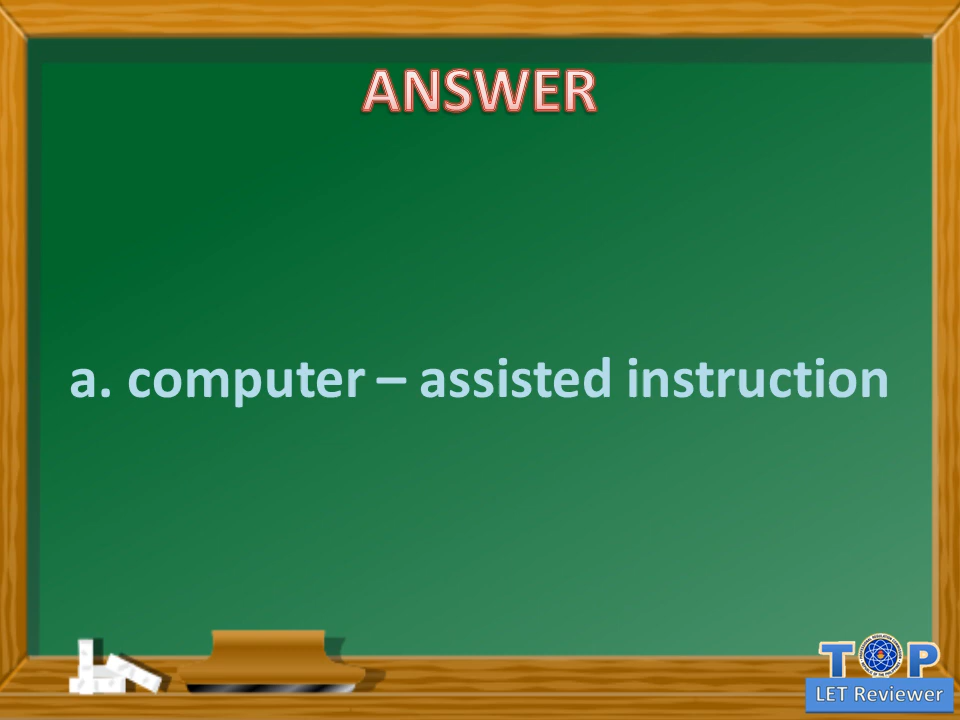 ANSWER
a. computer – assisted instruction
TOP
LET Reviewer